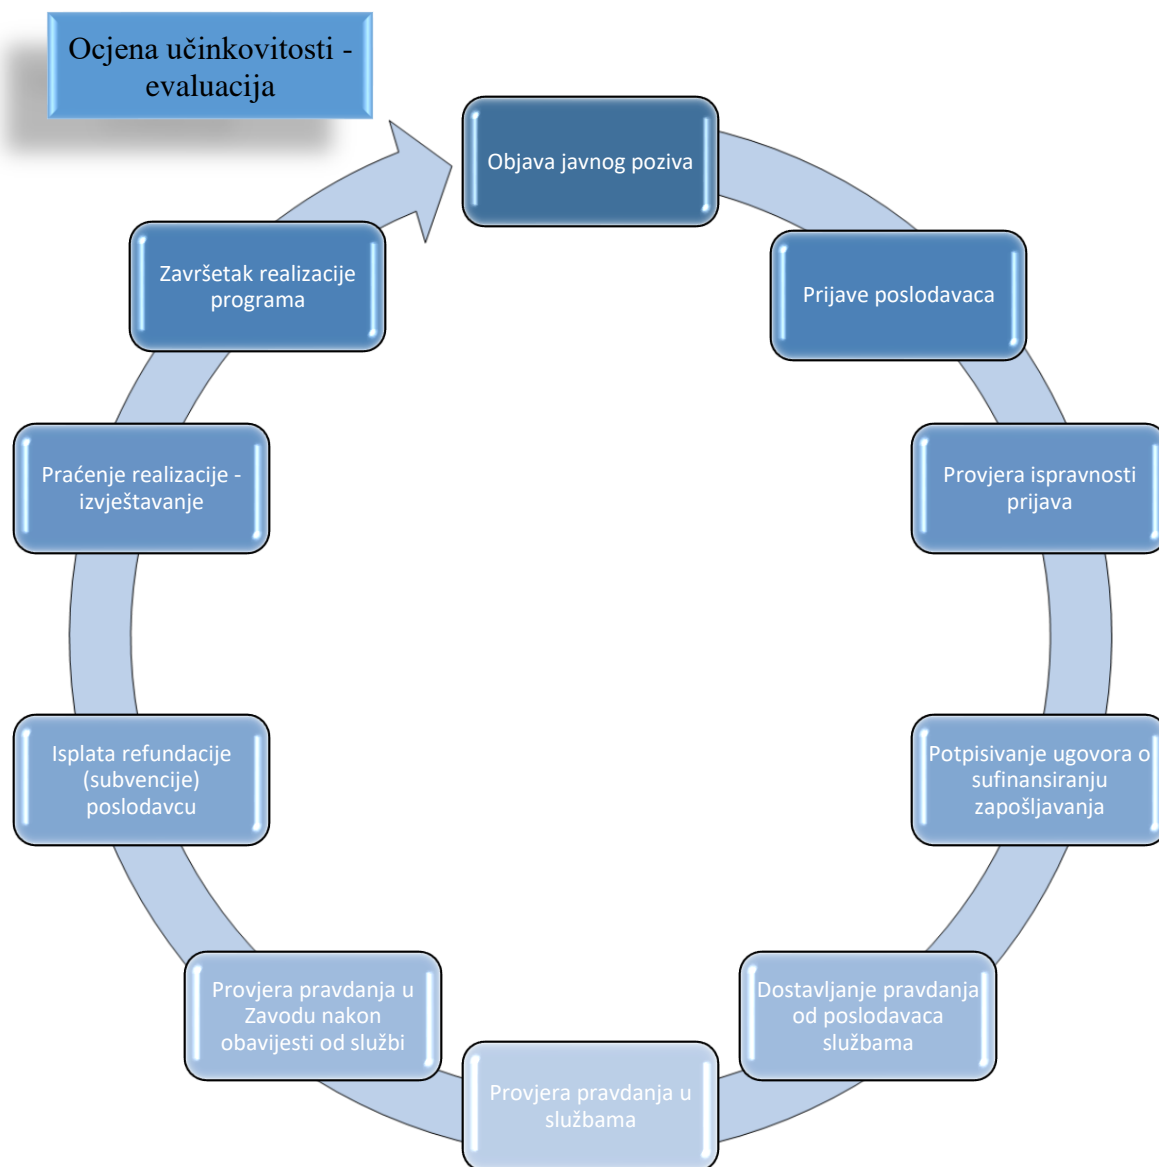 Ocjena učinkovitosti -
evaluacija
Objava javnog poziva
Prijave poslodavaca
Provjera ispravnosti
prijava
Potpisivanje ugovora o
sufinansiranju
zapošljavanja
Dostavljanje pravdanja
od poslodavaca
službama
Provjera pravdanja u
službama
Provjera pravdanja u
Zavodu nakon
obavijesti od službi
Isplata refundacije
(subvencije)
poslodavcu
Praćenje realizacije -
izvještavanje
Završetak realizacije
programa